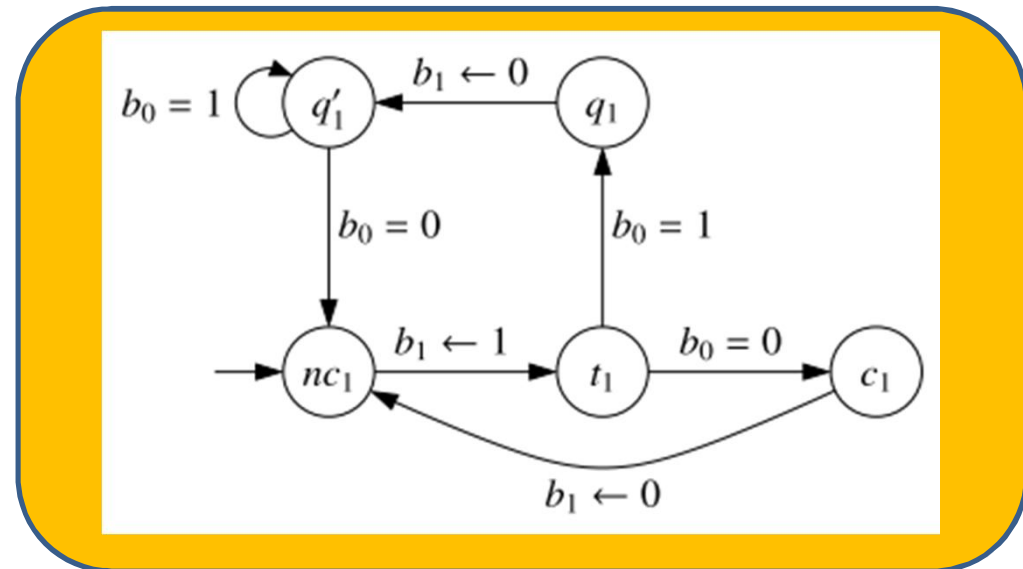 b₁ ← 0
b₀ = 1
q′₁
q₁
b₀ = 0
b₀ = 1
b₁ ← 1
b₀ = 0
nc₁
t₁
c₁
b₁ ← 0